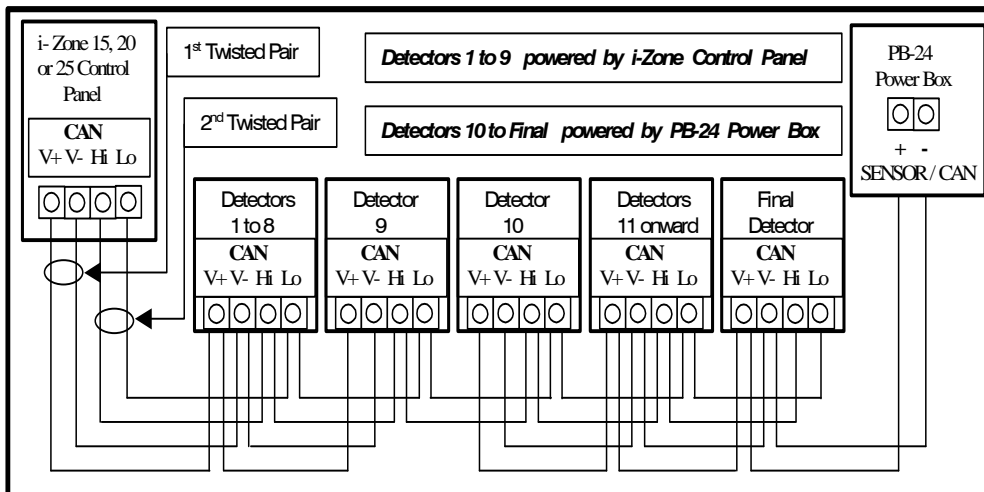 i- Zone 15, 20
or 25 Control
Panel
CAN
V+ V- Hi Lo
1st Twisted Pair
2nd Twisted Pair
Detectors 1 to 9 powered by i-Zone Control Panel
Detectors 10 to Final powered by PB-24 Power Box
PB-24
Power Box
+ -
SENSOR / CAN
Detectors
1 to 8
CAN
V+ V- Hi Lo
Detector
9
CAN
V+ V- Hi Lo
Detector
10
CAN
V+ V- Hi Lo
Detectors
11 onward
CAN
V+ V- Hi Lo
Final
Detector
CAN
V+ V- Hi Lo